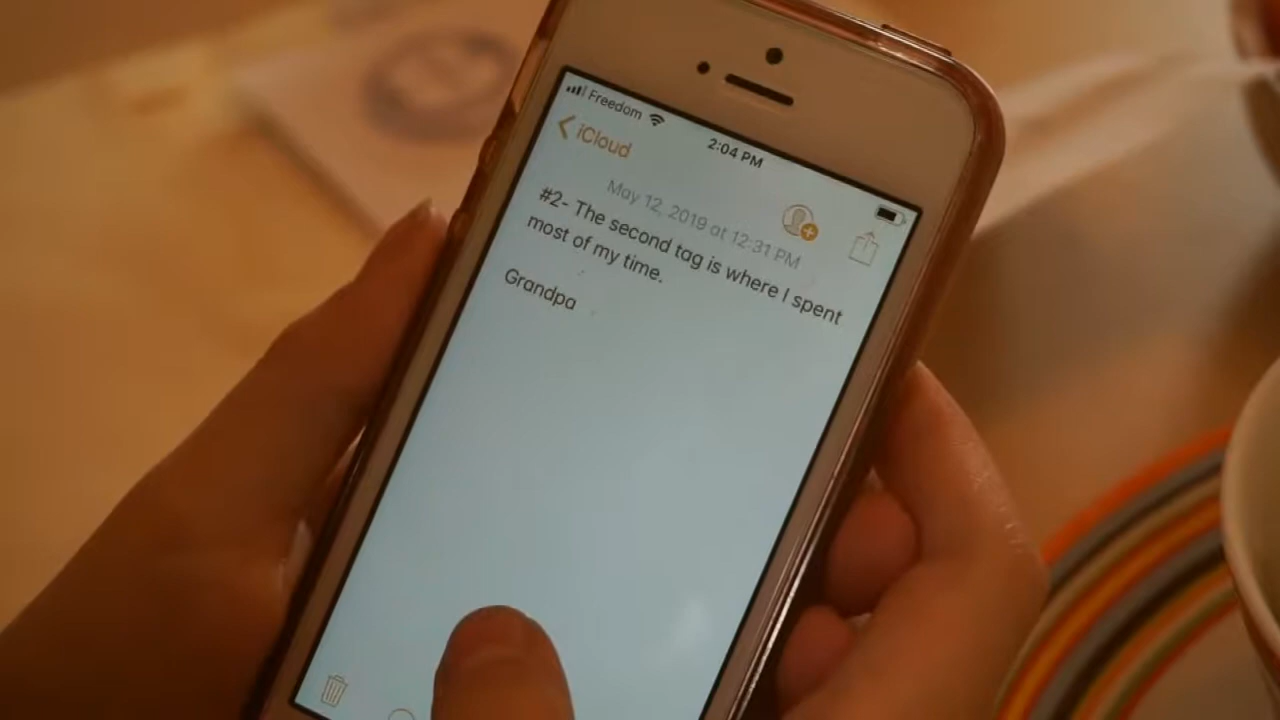 Freedom
2:04 PM
iCloud
May 12, 2019 at 12:31 PM
#2- The second tag is where I spent
most of my time.
Grandpa